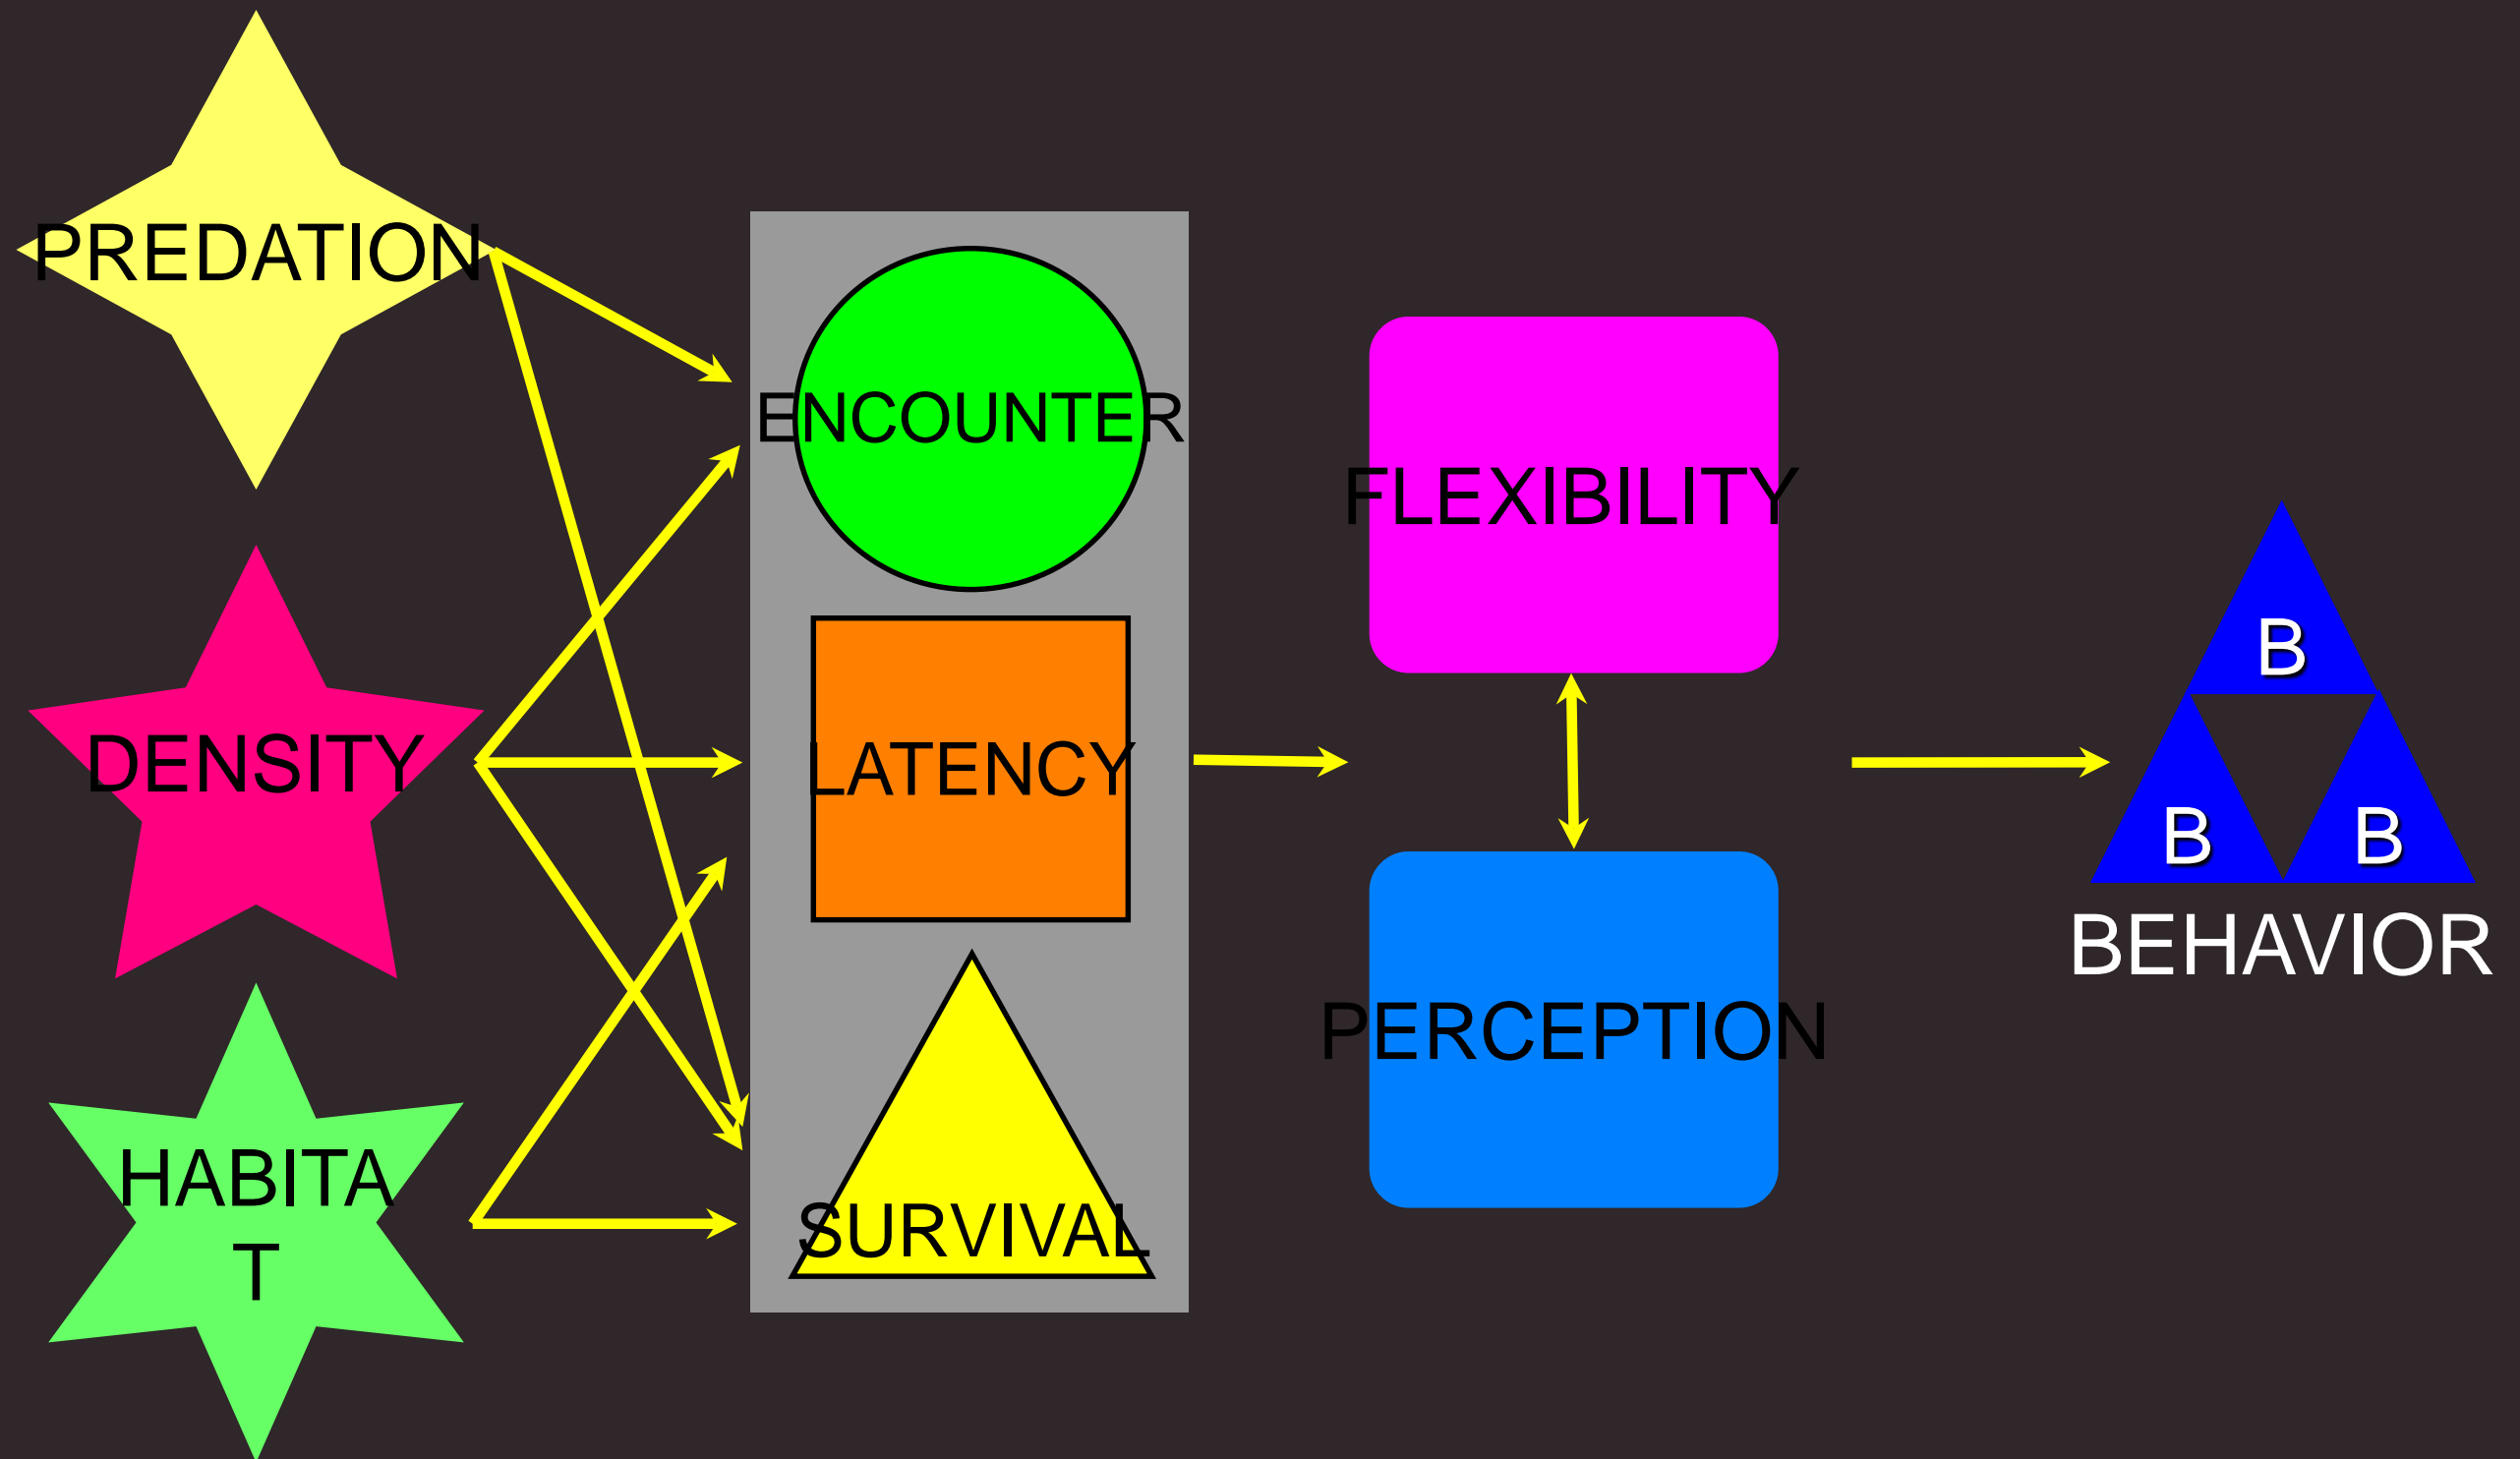 PREDATION
DENSITY
HABITA
T
ENCOUNTER
LATENCY
SURVIVAL
FLEXIBILITY
PERCEPTION
B
B B
BEHAVIOR